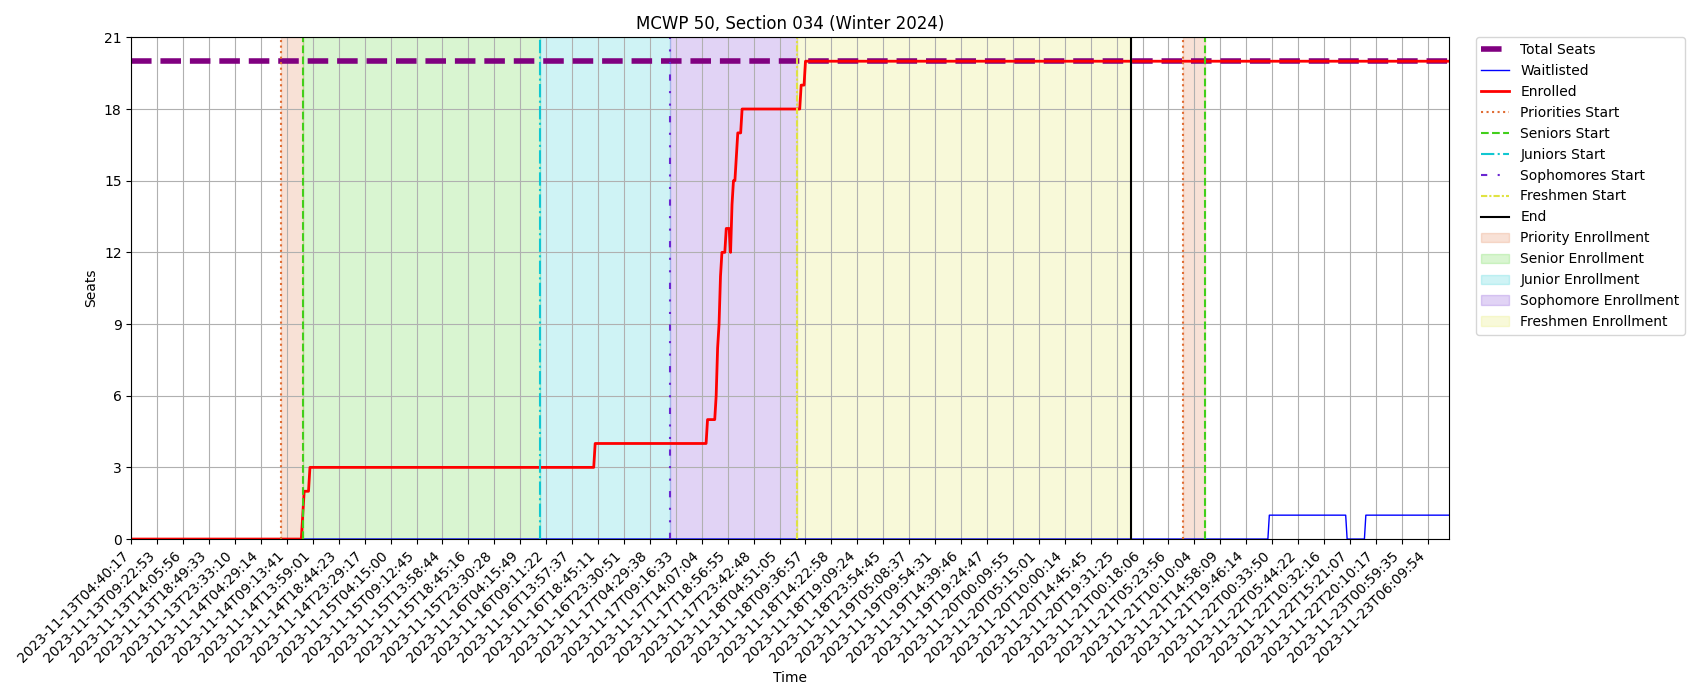 MCWP 50, Section 034 (Winter 2024)
21
18
15
12
9
6
3
0
Seats
2023-11-13T04:40:17
2023-11-13T09:22:53
2023-11-13T14:05:56
2023-11-13T18:49:33
2023-11-13T23:33:10
2023-11-14T04:29:14
2023-11-14T09:13:41
2023-11-14T13:59:01
2023-11-14T18:44:23
2023-11-14T23:29:17
2023-11-15T04:15:00
2023-11-15T09:12:45
2023-11-15T13:58:44
2023-11-15T18:45:16
2023-11-15T23:30:28
2023-11-16T04:15:49
2023-11-16T09:11:22
2023-11-16T13:57:37
2023-11-16T18:45:11
2023-11-16T23:30:51
2023-11-17T04:29:38
2023-11-17T09:16:33
2023-11-17T14:07:04
2023-11-17T18:56:55
2023-11-17T23:42:48
2023-11-18T04:51:05
2023-11-18T09:36:57
2023-11-18T14:22:58
2023-11-18T19:09:24
2023-11-18T23:54:45
2023-11-19T05:08:37
2023-11-19T09:54:31
2023-11-19T14:39:46
2023-11-19T19:24:47
2023-11-20T00:09:55
2023-11-20T05:15:01
2023-11-20T10:00:14
2023-11-20T14:45:45
2023-11-20T19:31:25
2023-11-21T00:18:06
2023-11-21T05:23:56
2023-11-21T10:10:04
2023-11-21T14:58:09
2023-11-21T19:46:14
2023-11-22T00:33:50
2023-11-22T05:44:22
2023-11-22T10:32:16
2023-11-22T15:21:07
2023-11-22T20:10:17
2023-11-23T00:59:35
2023-11-23T06:09:54
Time
Total Seats
Waitlisted
Enrolled
Priorities Start
Seniors Start
Juniors Start
Sophomores Start
Freshmen Start
End
Priority Enrollment
Senior Enrollment
Junior Enrollment
Sophomore Enrollment
Freshmen Enrollment